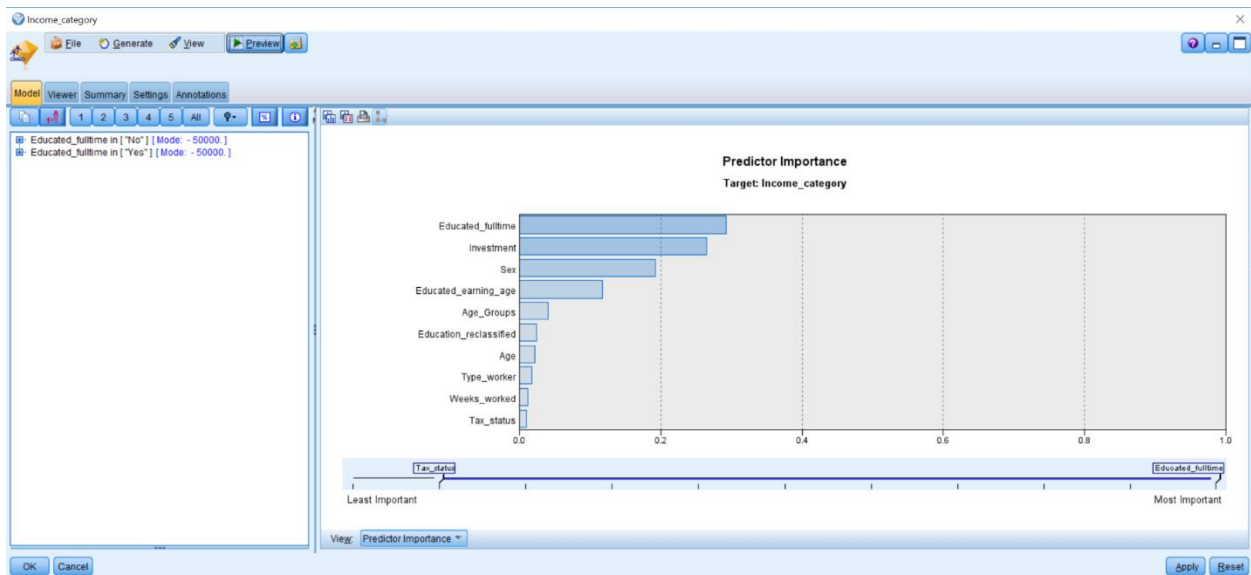 Income_category
File Generate View Preview
Model Viewer Summary Settings Annotations
1 2 3 4 5 All
Educated_fulltime in [ "No" ] [ Mode: - 50000. ]
Educated_fulltime in [ "Yes" ] [ Mode: - 50000. ]
Predictor Importance
Target: Income_category
Educated_fulltime
Investment
Sex
Educated_earning_age
Age_Groups
Education_reclassified
Age
Type_worker
Weeks_worked
Tax_status
0.0 0.2 0.4 0.6 0.8 1.0
Tax_status Educated_fulltime
Least Important Most Important
View: Predictor Importance
OK Cancel Apply Reset